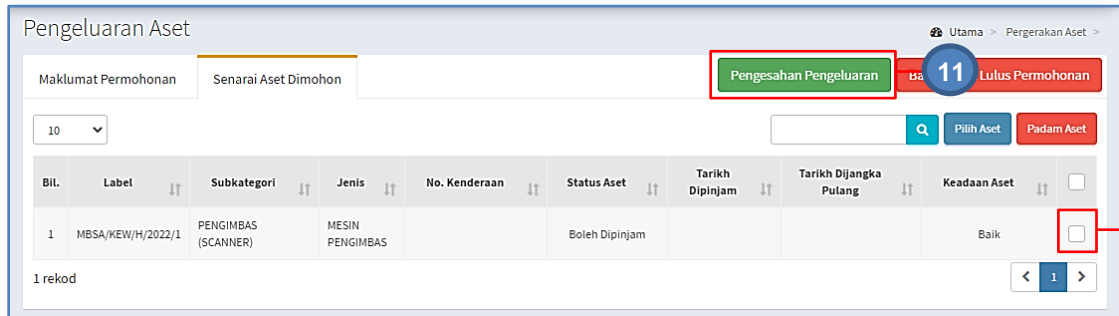 Pengeluaran Aset
Utama > Pergerakan Aset >
Maklumat Permohonan
Senarai Aset Dimohon
Pengesahan Pengeluaran
11
Lulus Permohonan
10
Pilih Aset
Padam Aset
Bil. Label Subkategori Jenis No. Kenderaan Status Aset Tarikh Dipinjam Tarikh Dijangka Pulang Keadaan Aset
1 MBSA/KEW/H/2022/1 PENGIMBAS (SCANNER) MESIN PENGIMBAS Boleh Dipinjam Baik
1 rekod
< 1 >